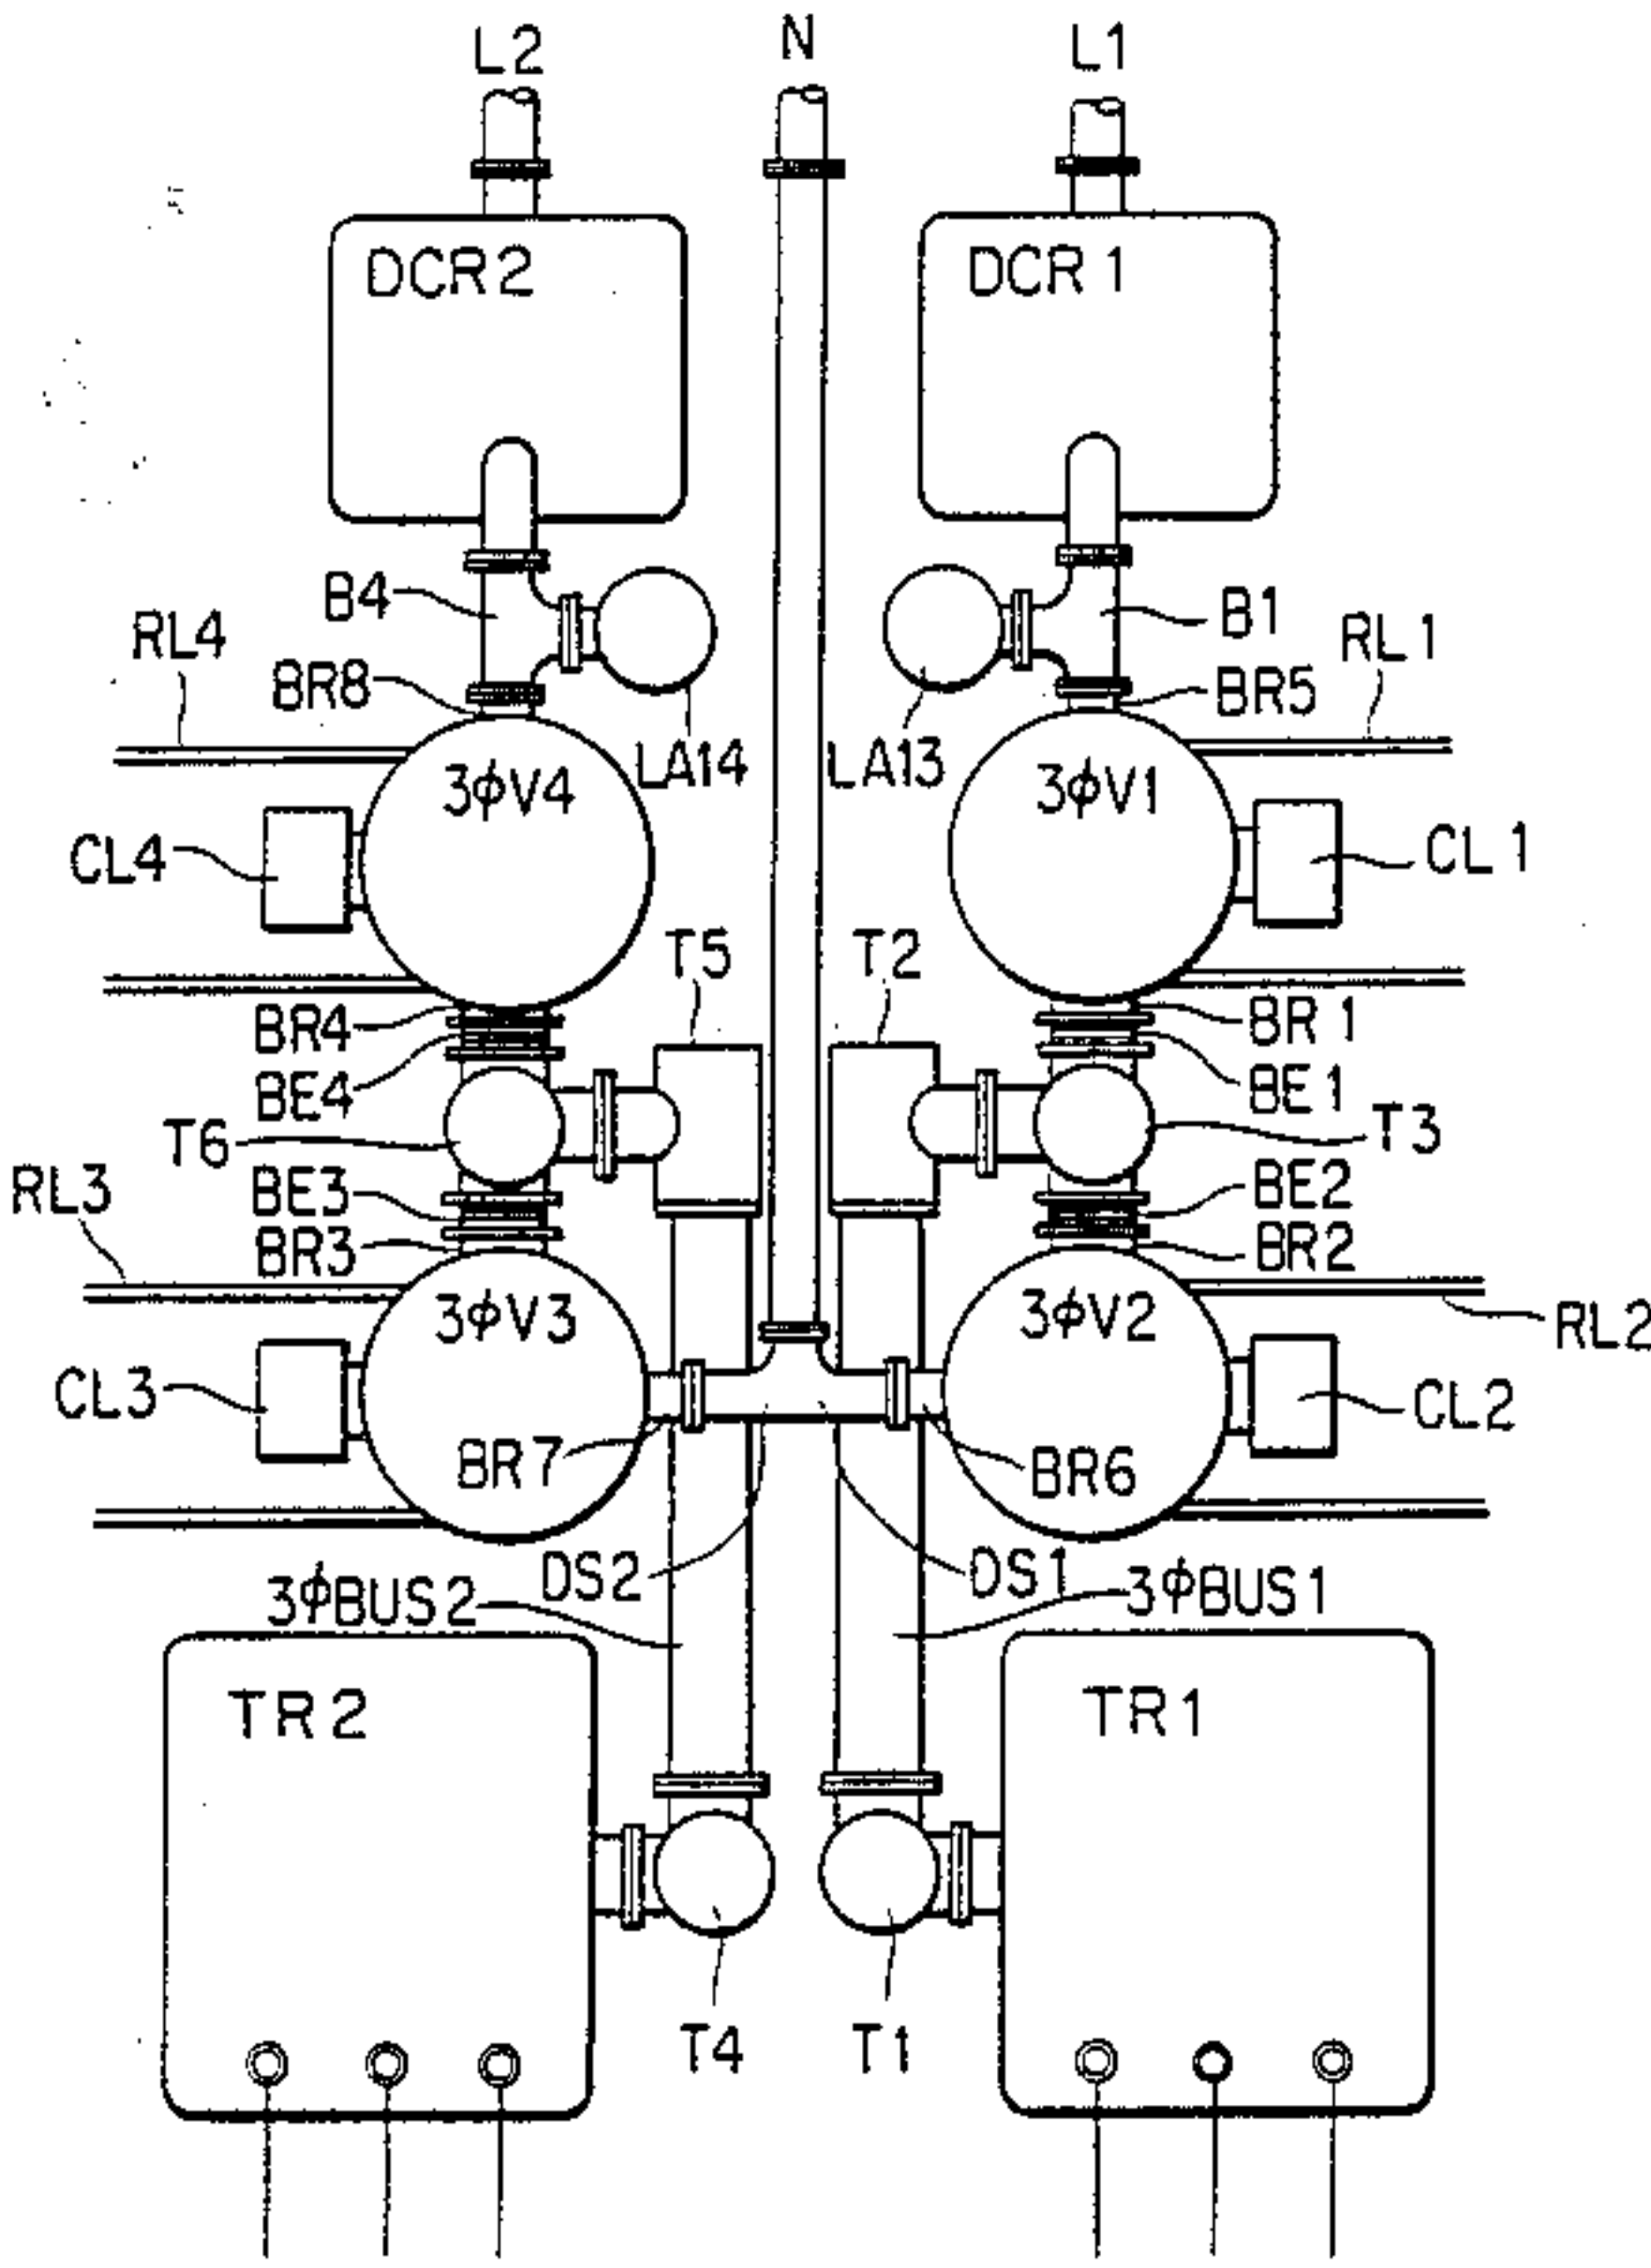 L2 N L1
DCR2 DCR1
B4 B1
RL4 RL1
BR8 BR5
LA14 LA13
3φV4 3φV1
CL4 CL1
T5 T2
BR4 BR1
BE4 BE1
T6 T3
RL3 BE3 BE2
BR3 BR2
3φV3 3φV2 RL2
CL3 CL2
BR7 BR6
DS2 DS1
3φBUS2 3φBUS1
TR2 TR1
T4 T1